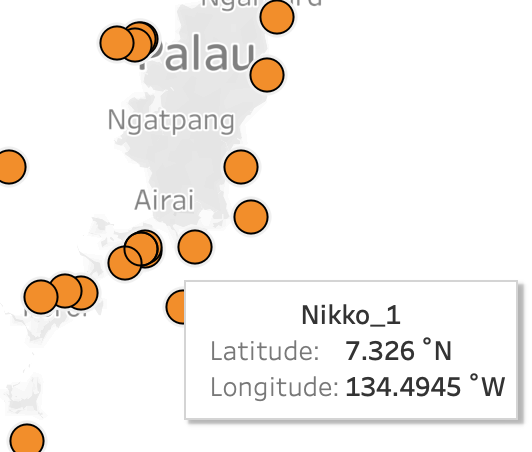 Palau
Ngatpang
Airai
Nikko_1
Latitude: 7.326 °N
Longitude: 134.4945 °W